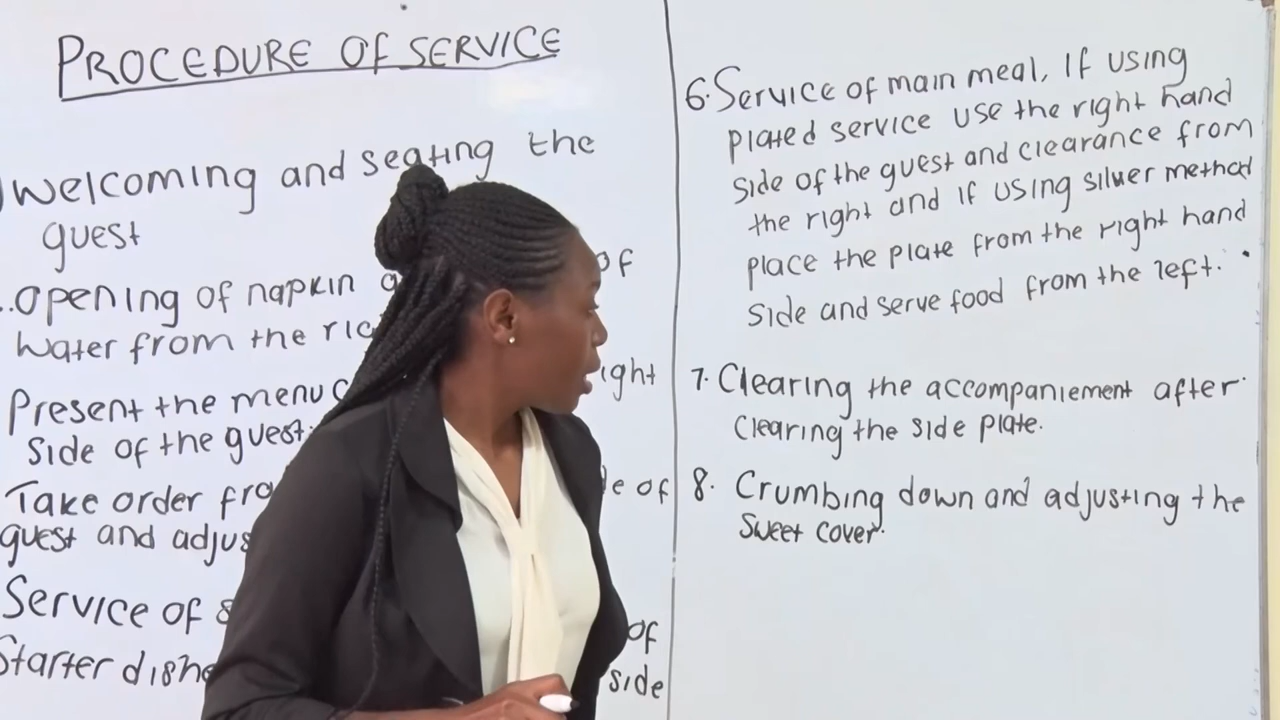 PROCEDURE OF SERVICE
welcoming and seating the
guest
opening of napkin of
water from the
Present the menu
side of the guest.
Take order of
guest and
Service of of
Starter side
6. Service of main meal, If using
plated service use the right hand
side of the guest and clearance from
the right and if using silver method
place the plate from the right hand
side and serve food from the left.
7. Clearing the accompaniement after
clearing the side plate.
8. Crumbing down and adjusting the
sweet cover.